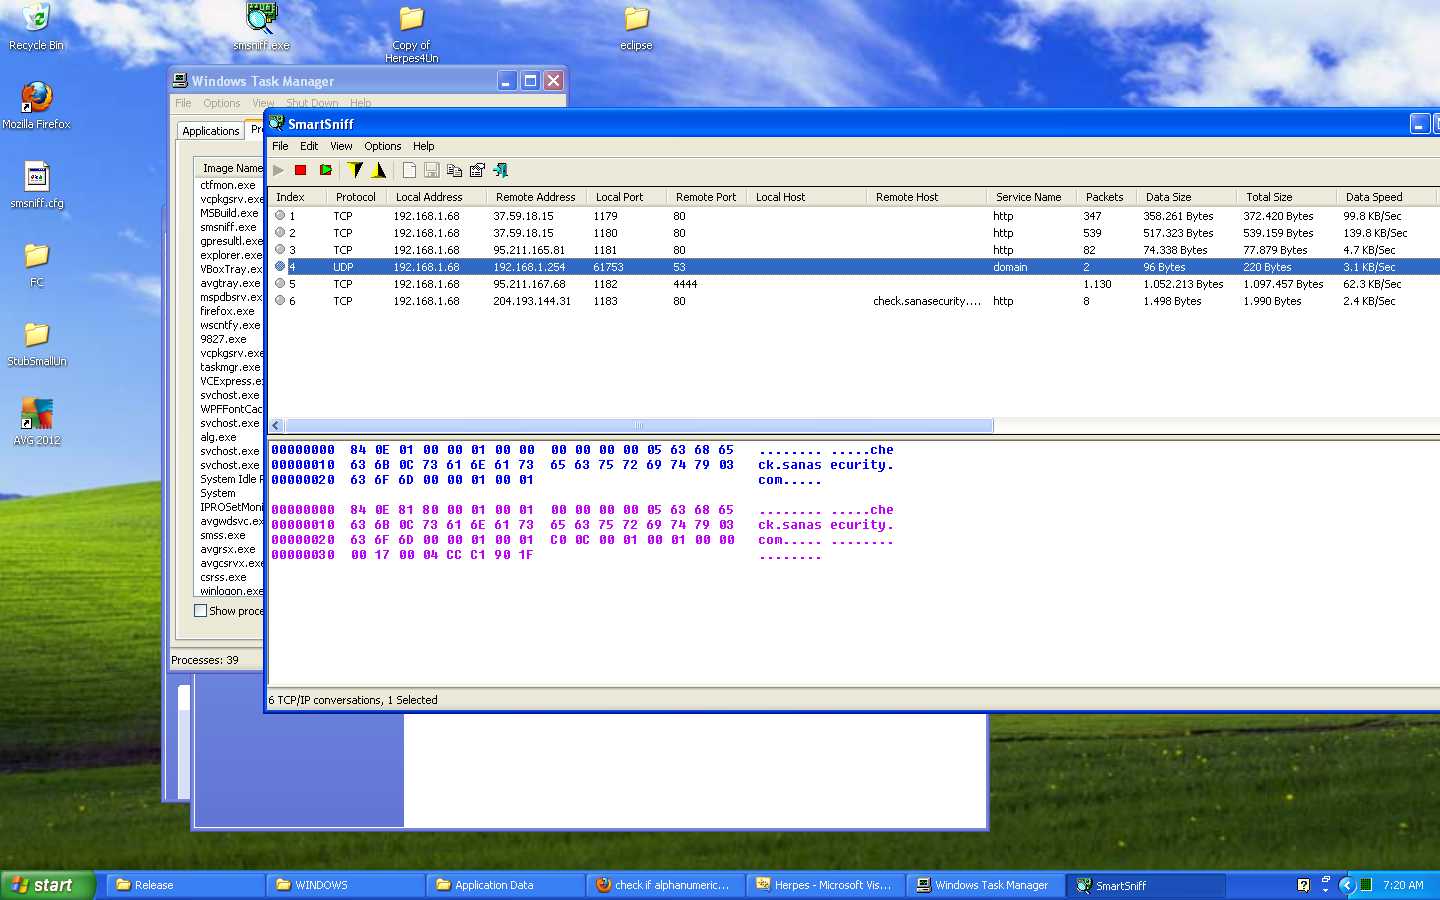 Recycle Bin
smsniff.exe
Copy of
Herpes4Un
eclipse
Mozilla Firefox
smsniff.cfg
FC
StubSmallUn
AVG 2012
Windows Task Manager
File Options View Shut Down Help
Applications
Image Name
ctfmon.exe
vcpkgsrv.exe
MSBuild.exe
smsniff.exe
gpresultl.exe
explorer.exe
VBoxTray.exe
avgtray.exe
mspdbsrv.exe
firefox.exe
wscntfy.exe
9827.exe
vcpkgsrv.exe
taskmgr.exe
VCExpress.ex
svchost.exe
WPFFontCac
svchost.exe
alg.exe
svchost.exe
svchost.exe
System Idle P
System
IPROSetMoni
avgwdsvc.ex
smss.exe
avgrsx.exe
avgcsrvx.exe
csrss.exe
winlogon.exe
Show proce
Processes: 39
SmartSniff
File Edit View Options Help
Index Protocol Local Address Remote Address Local Port Remote Port Local Host Remote Host Service Name Packets Data Size Total Size Data Speed
1 TCP 192.168.1.68 37.59.18.15 1179 80 http 347 358.261 Bytes 372.420 Bytes 99.8 KB/Sec
2 TCP 192.168.1.68 37.59.18.15 1180 80 http 539 517.323 Bytes 539.159 Bytes 139.8 KB/Sec
3 TCP 192.168.1.68 95.211.165.81 1181 80 http 82 74.338 Bytes 77.879 Bytes 4.7 KB/Sec
4 UDP 192.168.1.68 192.168.1.254 61753 53 domain 2 96 Bytes 220 Bytes 3.1 KB/Sec
5 TCP 192.168.1.68 95.211.167.68 1182 4444 1.130 1.052.213 Bytes 1.097.457 Bytes 62.3 KB/Sec
6 TCP 192.168.1.68 204.193.144.31 1183 80 check.sanasecurity.... http 8 1.498 Bytes 1.990 Bytes 2.4 KB/Sec
00000000 84 0E 01 00 00 01 00 00 00 00 00 00 05 63 68 65 ........ .....che
00000010 63 6B 0C 73 61 6E 61 73 65 63 75 72 69 74 79 03 ck.sanas ecurity.
00000020 63 6F 6D 00 00 01 00 01 com.....
00000000 84 0E 81 80 00 01 00 01 00 00 00 00 05 63 68 65 ........ .....che
00000010 63 6B 0C 73 61 6E 61 73 65 63 75 72 69 74 79 03 ck.sanas ecurity.
00000020 63 6F 6D 00 00 01 00 01 C0 0C 00 01 00 01 00 00 com..... ........
00000030 00 17 00 04 CC C1 90 1F ........
6 TCP/IP conversations, 1 Selected
start Release WINDOWS Application Data check if alphanumeric... Herpes - Microsoft Vis... Windows Task Manager SmartSniff 7:20 AM